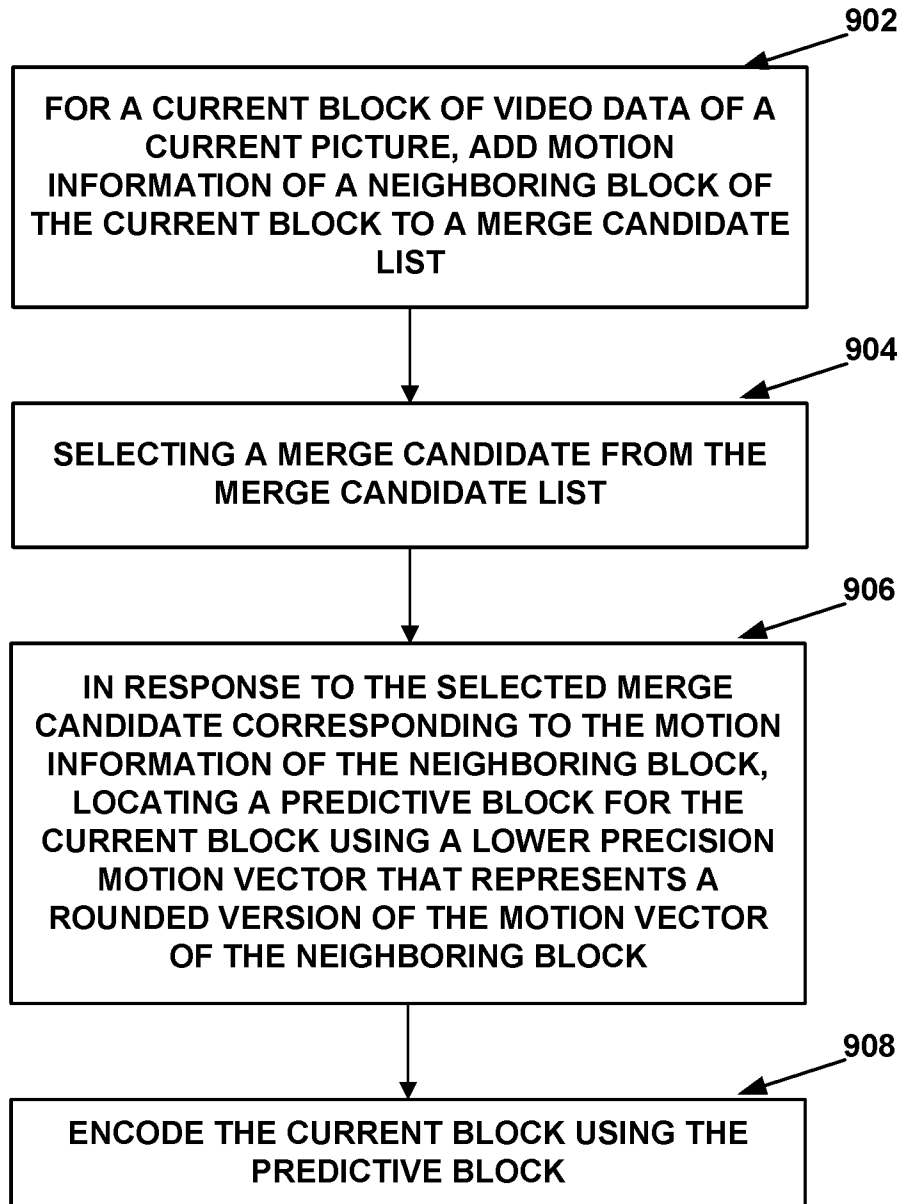 902
FOR A CURRENT BLOCK OF VIDEO DATA OF A
CURRENT PICTURE, ADD MOTION
INFORMATION OF A NEIGHBORING BLOCK OF
THE CURRENT BLOCK TO A MERGE CANDIDATE
LIST
904
SELECTING A MERGE CANDIDATE FROM THE
MERGE CANDIDATE LIST
906
IN RESPONSE TO THE SELECTED MERGE
CANDIDATE CORRESPONDING TO THE MOTION
INFORMATION OF THE NEIGHBORING BLOCK,
LOCATING A PREDICTIVE BLOCK FOR THE
CURRENT BLOCK USING A LOWER PRECISION
MOTION VECTOR THAT REPRESENTS A
ROUNDED VERSION OF THE MOTION VECTOR
OF THE NEIGHBORING BLOCK
908
ENCODE THE CURRENT BLOCK USING THE
PREDICTIVE BLOCK